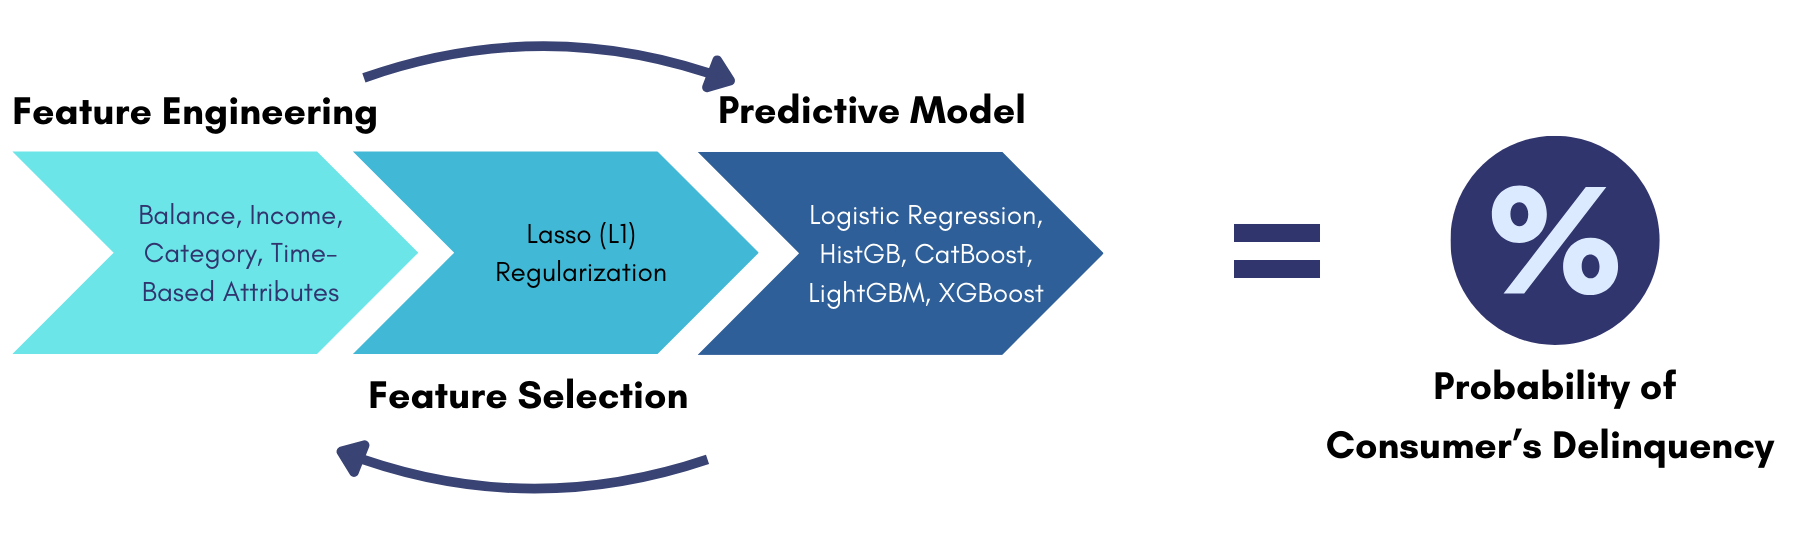 Feature Engineering
Predictive Model
Balance, Income,
Category, Time-
Based Attributes
Lasso (L1)
Regularization
Logistic Regression,
HistGB, CatBoost,
LightGBM, XGBoost
Feature Selection
=
%
Probability of
Consumer’s Delinquency